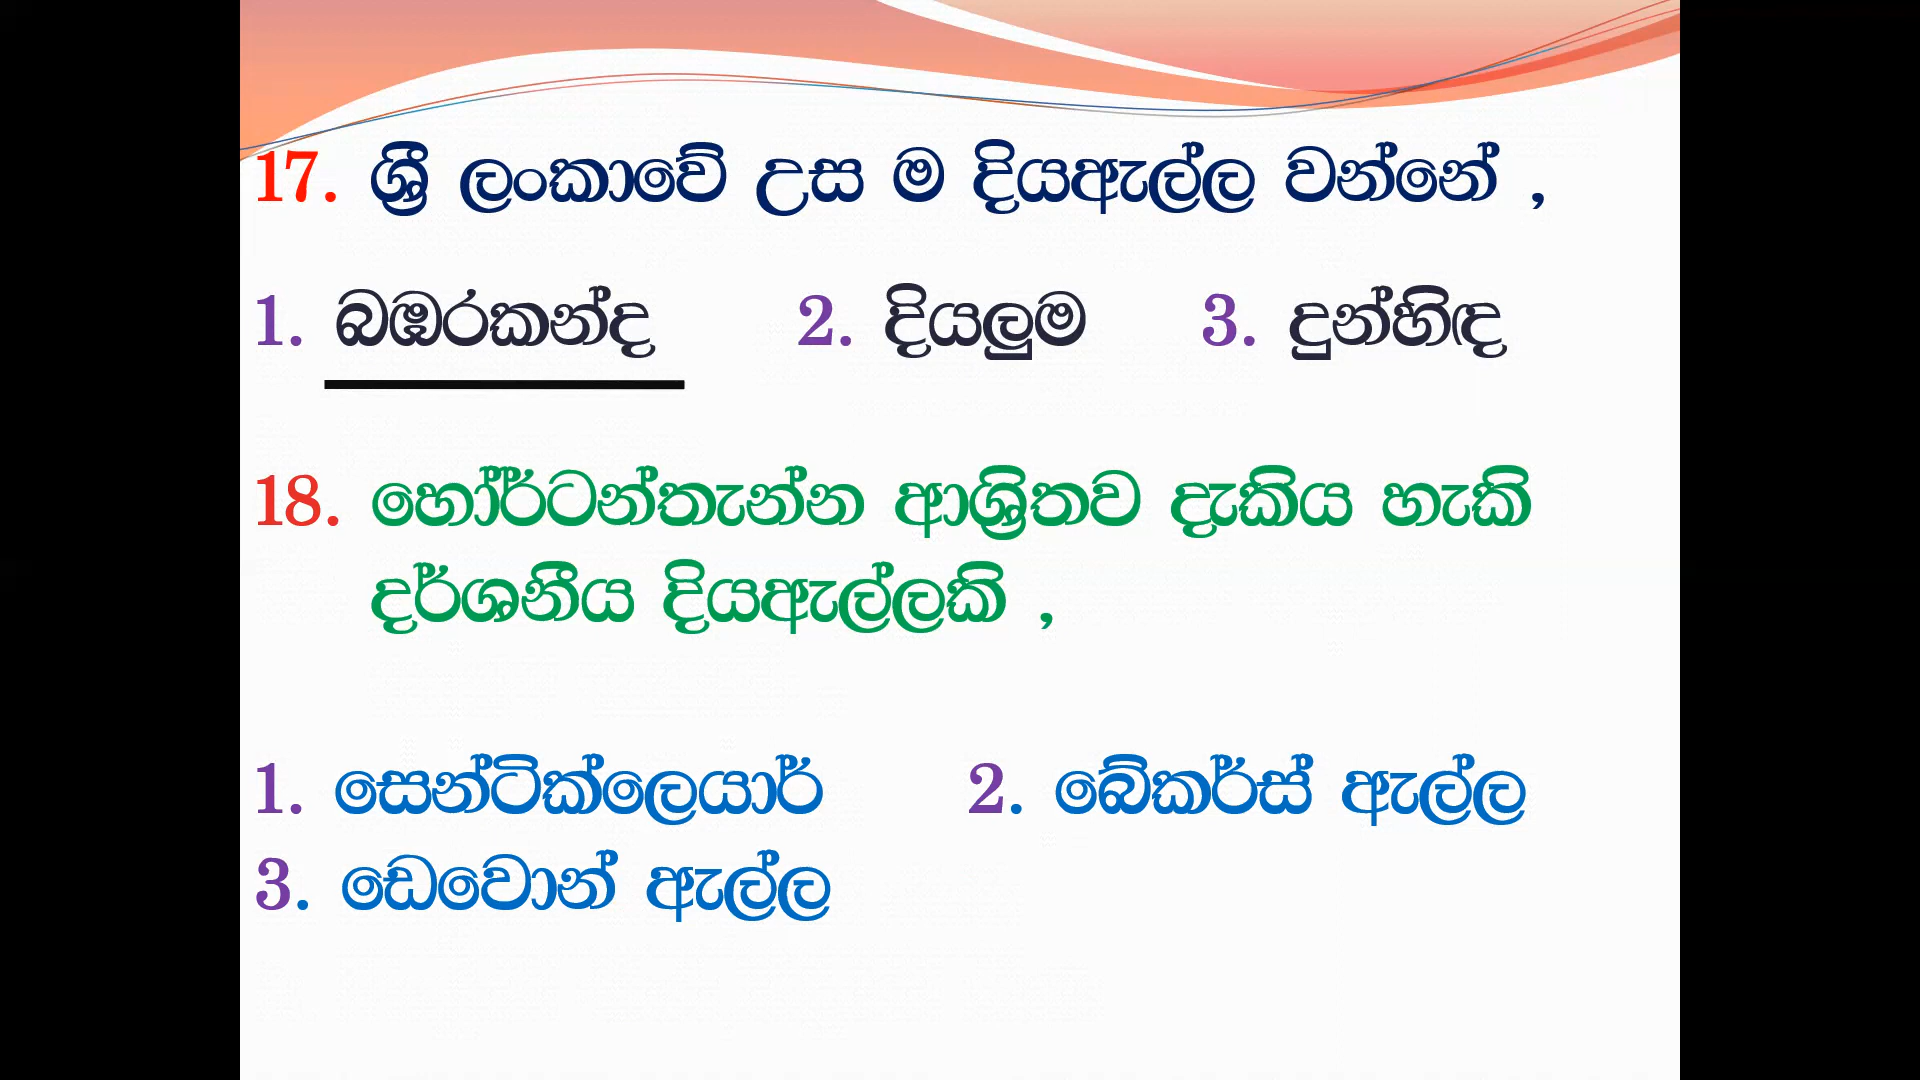 17. ශ්‍රී ලංකාවේ උස ම දියඇල්ල වන්නේ ,
1. බඹරකන්ද 2. දියලුම 3. දුන්හිඳ
18. හෝර්ටන්තැන්න ආශ්‍රිතව දැකිය හැකි
දර්ශනීය දියඇල්ලකි ,
1. සෙන්ටික්ලෙයාර් 2. බේකර්ස් ඇල්ල
3. ඩෙවොන් ඇල්ල